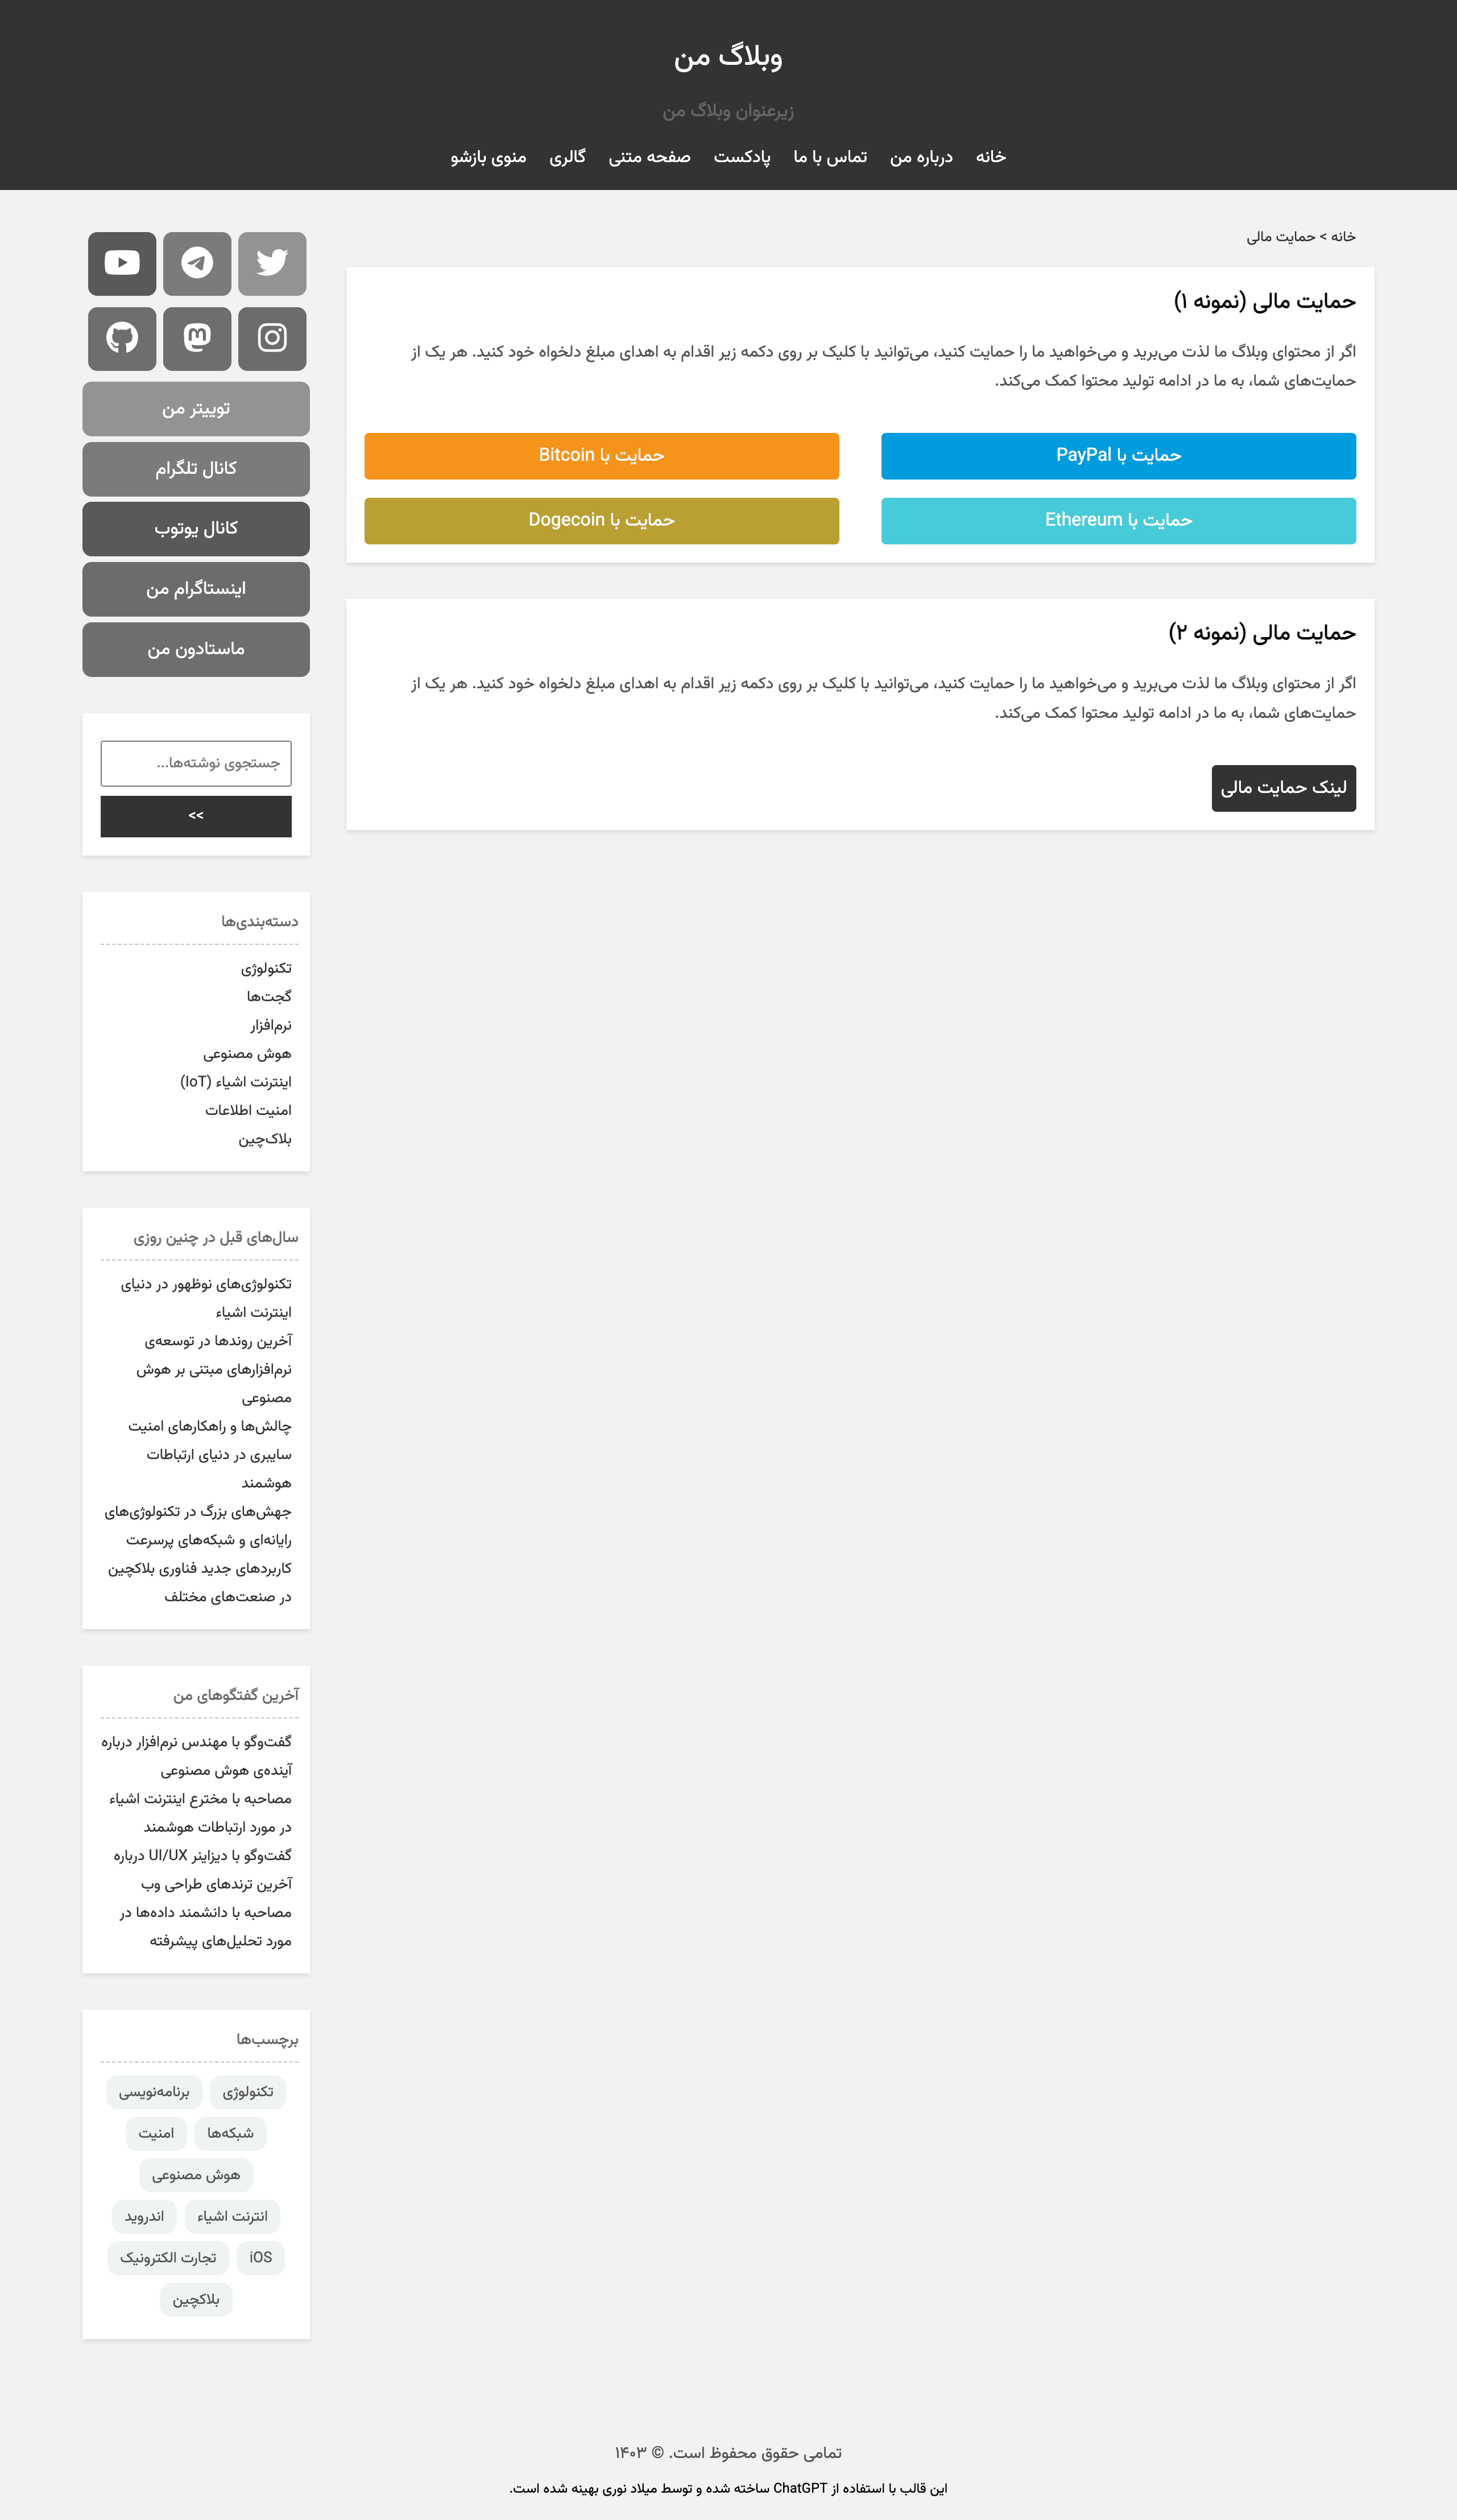 وبلاگ من
زیرعنوان وبلاگ من
خانه درباره من تماس با ما پادکست صفحه متنی گالری منوی بازشو
خانه > حمایت مالی
حمایت مالی (نمونه ۱)
اگر از محتوای وبلاگ ما لذت می‌برید و می‌خواهید ما را حمایت کنید، می‌توانید با کلیک بر روی دکمه زیر اقدام به اهدای مبلغ دلخواه خود کنید. هر یک از
حمایت‌های شما، به ما در ادامه تولید محتوا کمک می‌کند.
حمایت با PayPal
حمایت با Bitcoin
حمایت با Ethereum
حمایت با Dogecoin
حمایت مالی (نمونه ۲)
اگر از محتوای وبلاگ ما لذت می‌برید و می‌خواهید ما را حمایت کنید، می‌توانید با کلیک بر روی دکمه زیر اقدام به اهدای مبلغ دلخواه خود کنید. هر یک از
حمایت‌های شما، به ما در ادامه تولید محتوا کمک می‌کند.
لینک حمایت مالی
توییتر من
کانال تلگرام
کانال یوتوب
اینستاگرام من
ماستادون من
جستجوی نوشته‌ها...
>>
دسته‌بندی‌ها
تکنولوژی
گجت‌ها
نرم‌افزار
هوش مصنوعی
اینترنت اشیاء (IoT)
امنیت اطلاعات
بلاک‌چین
سال‌های قبل در چنین روزی
تکنولوژی‌های نوظهور در دنیای
اینترنت اشیاء
آخرین روندها در توسعه‌ی
نرم‌افزارهای مبتنی بر هوش
مصنوعی
چالش‌ها و راهکارهای امنیت
سایبری در دنیای ارتباطات
هوشمند
جهش‌های بزرگ در تکنولوژی‌های
رایانه‌ای و شبکه‌های پرسرعت
کاربردهای جدید فناوری بلاکچین
در صنعت‌های مختلف
آخرین گفتگوهای من
گفت‌وگو با مهندس نرم‌افزار درباره
آینده‌ی هوش مصنوعی
مصاحبه با مخترع اینترنت اشیاء
در مورد ارتباطات هوشمند
گفت‌وگو با دیزاینر UI/UX درباره
آخرین ترندهای طراحی وب
مصاحبه با دانشمند داده‌ها در
مورد تحلیل‌های پیشرفته
برچسب‌ها
تکنولوژی برنامه‌نویسی
شبکه‌ها امنیت
هوش مصنوعی
انترنت اشیاء اندروید
iOS تجارت الکترونیک
بلاکچین
تمامی حقوق محفوظ است. © ۱۴۰۳
این قالب با استفاده از ChatGPT ساخته شده و توسط میلاد نوری بهینه شده است.